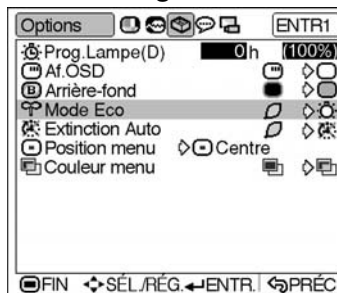 Options ENTR1
Prog.Lampe(D) 0 h (100%)
Af.OSD
B Arrière-fond
Mode Eco
Extinction Auto
Position menu Centre
Couleur menu
FIN SÉL./RÉG. ENTR. PRÉC